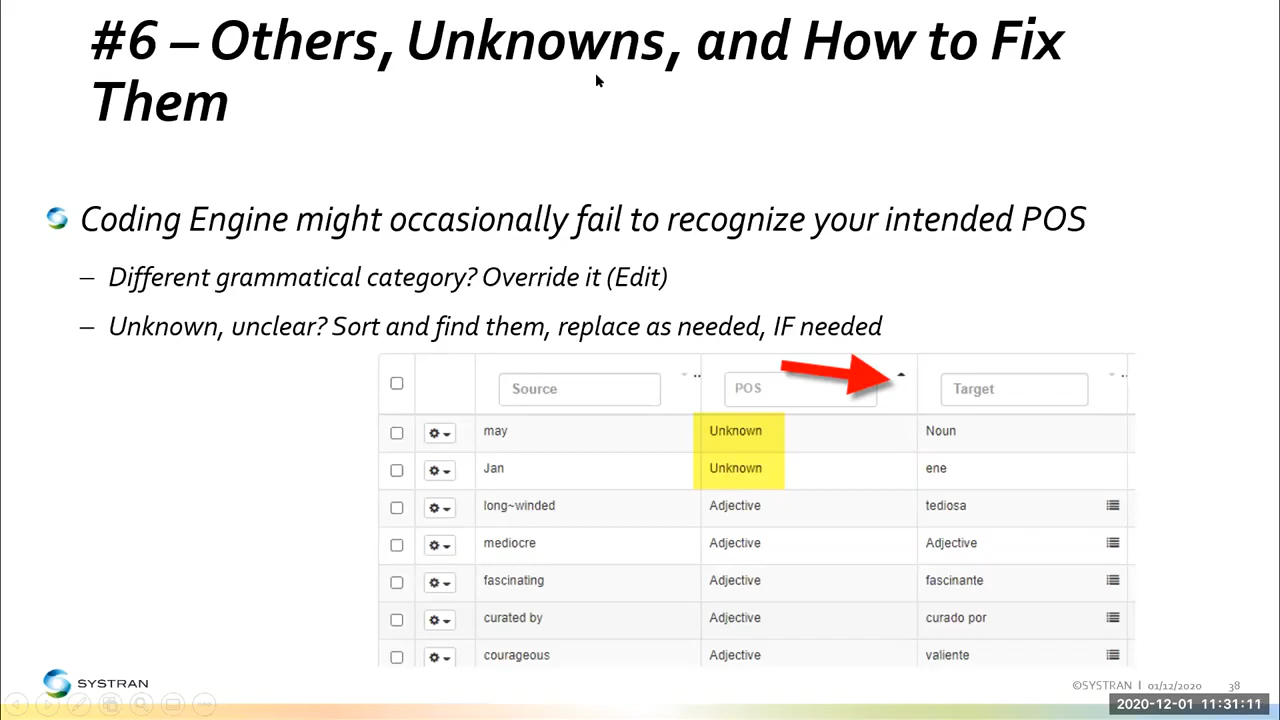 #6 – Others, Unknowns, and How to Fix
Them
Coding Engine might occasionally fail to recognize your intended POS
– Different grammatical category? Override it (Edit)
– Unknown, unclear? Sort and find them, replace as needed, IF needed
Source POS Target
may Unknown Noun
Jan Unknown ene
long~winded Adjective tediosa
mediocre Adjective Adjective
fascinating Adjective fascinante
curated by Adjective curado por
courageous Adjective valiente
SYSTRAN
©SYSTRAN | 01/12/2020 38
2020-12-01 11:31:11